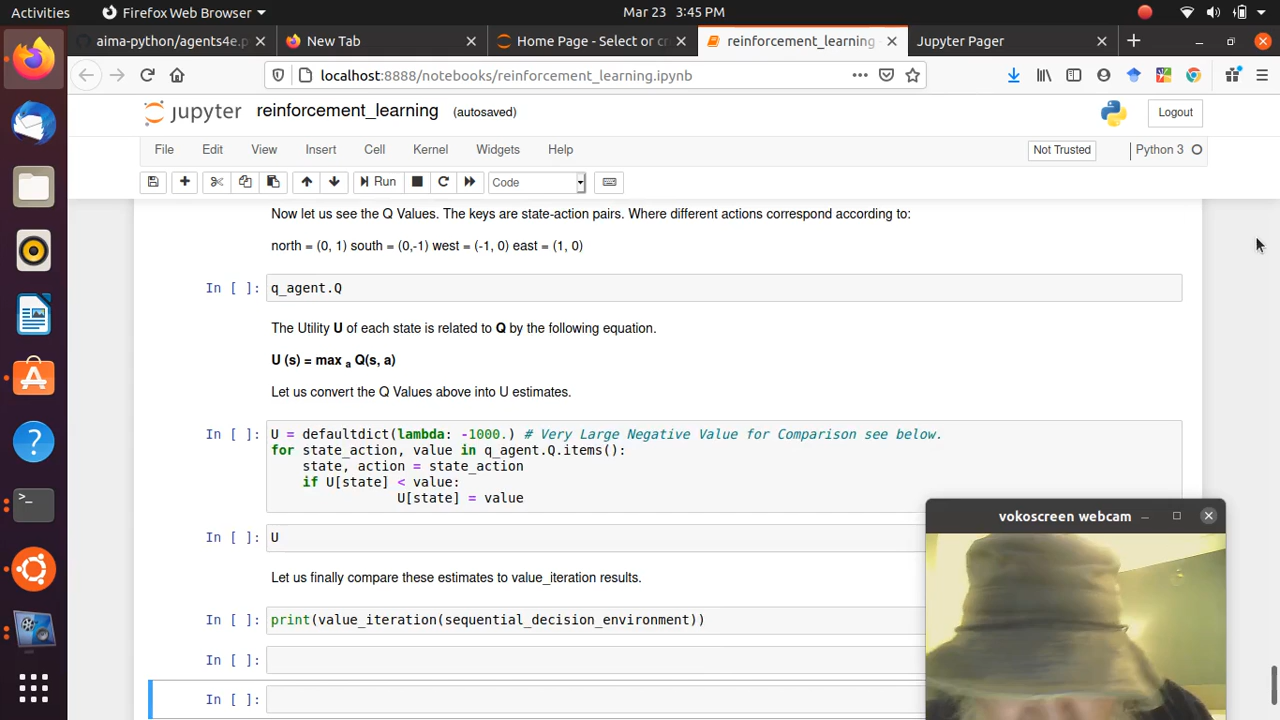 Activities
Firefox Web Browser
Mar 23 3:45 PM
aima-python/agents4e.p
New Tab
Home Page - Select or cr
reinforcement_learning
Jupyter Pager
localhost:8888/notebooks/reinforcement_learning.ipynb
jupyter
reinforcement_learning (autosaved)
Logout
File Edit View Insert Cell Kernel Widgets Help
Not Trusted
Python 3
Run
Code
Now let us see the Q Values. The keys are state-action pairs. Where different actions correspond according to:
north = (0, 1) south = (0,-1) west = (-1, 0) east = (1, 0)
In [ ]: q_agent.Q
The Utility U of each state is related to Q by the following equation.
U (s) = max a Q(s, a)
Let us convert the Q Values above into U estimates.
In [ ]: U = defaultdict(lambda: -1000.) # Very Large Negative Value for Comparison see below.
for state_action, value in q_agent.Q.items():
state, action = state_action
if U[state] < value:
U[state] = value
vokoscreen webcam
In [ ]: U
Let us finally compare these estimates to value_iteration results.
In [ ]: print(value_iteration(sequential_decision_environment))
In [ ]:
In [ ]: